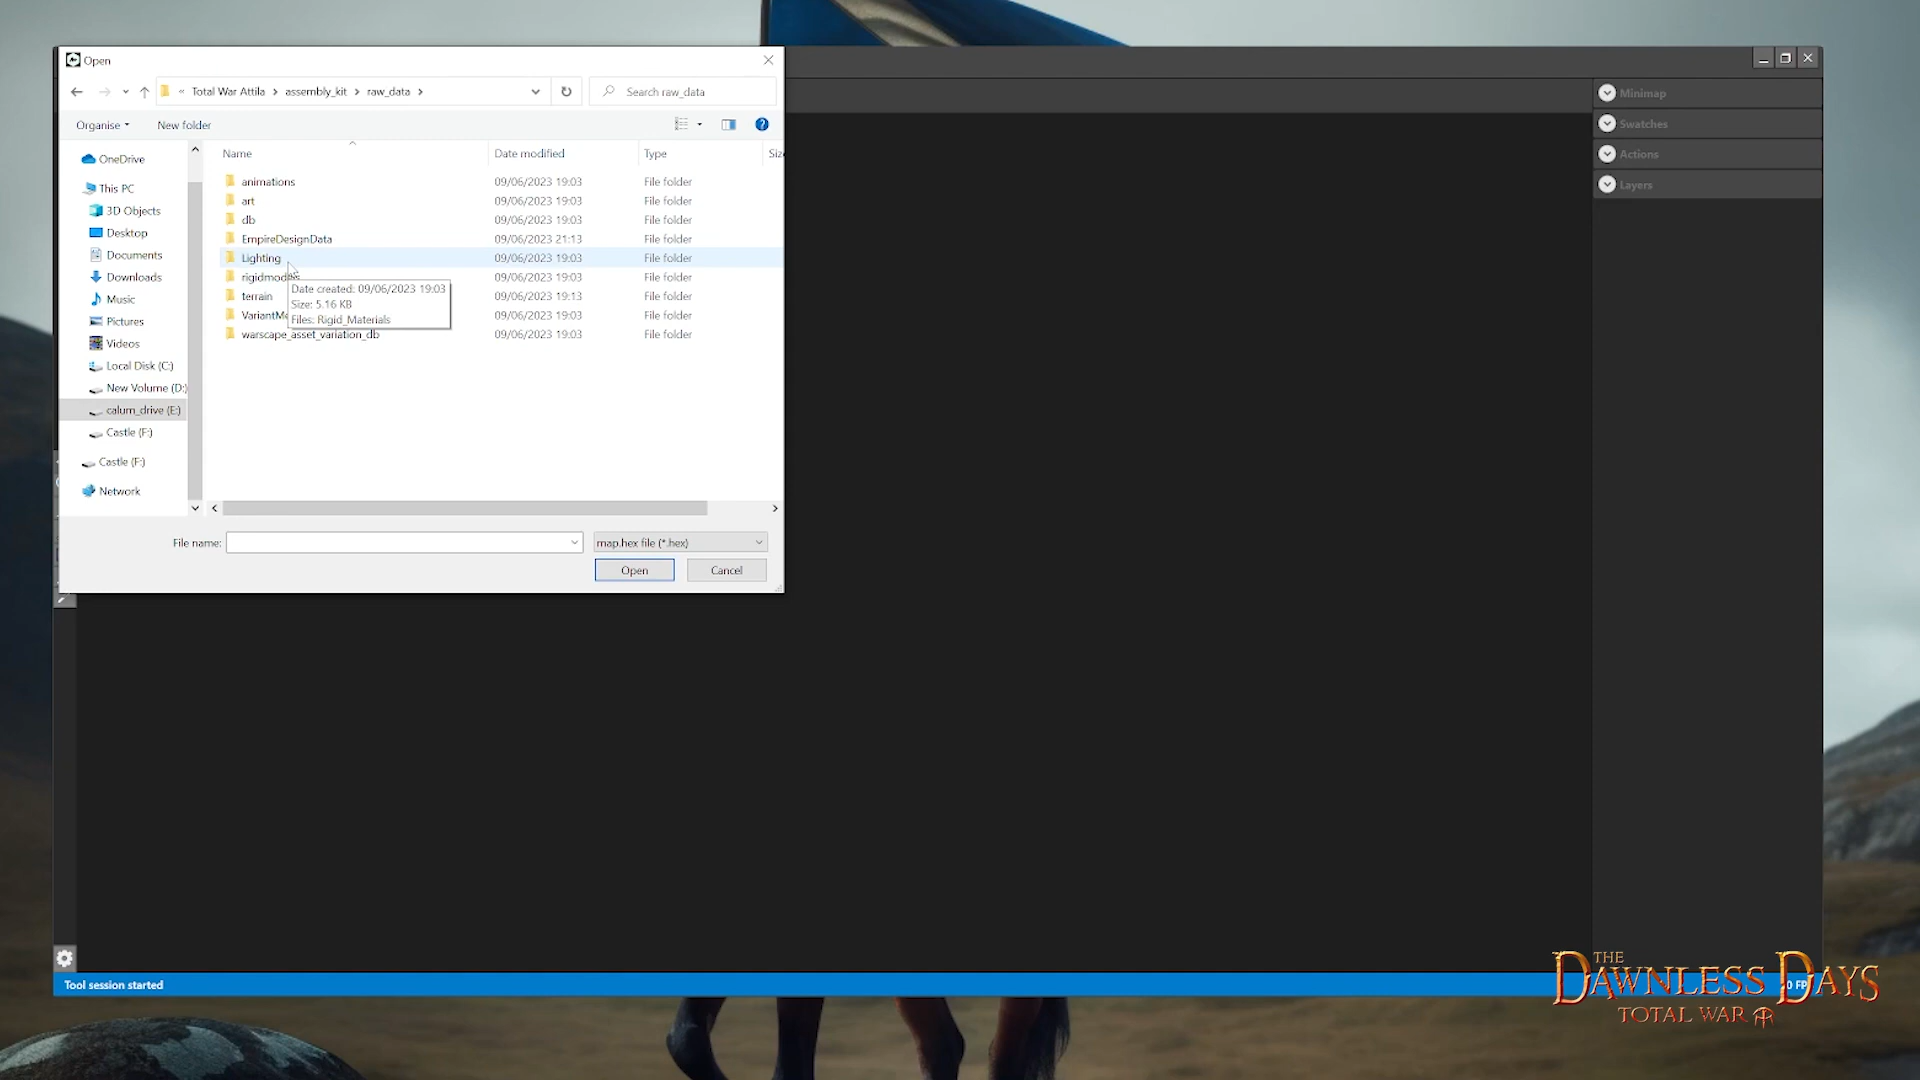 Open
« Total War Attila > assembly_kit > raw_data >
Search raw_data
Organise
New folder
OneDrive
This PC
3D Objects
Desktop
Documents
Downloads
Music
Pictures
Videos
Local Disk (C:)
New Volume (D:)
calum_drive (E:)
Castle (F:)
Castle (F:)
Network
Name Date modified Type
animations 09/06/2023 19:03 File folder
art 09/06/2023 19:03 File folder
db 09/06/2023 19:03 File folder
EmpireDesignData 09/06/2023 21:13 File folder
Lighting 09/06/2023 19:03 File folder
09/06/2023 19:03 File folder
terrain 09/06/2023 19:13 File folder
09/06/2023 19:03 File folder
warscape_asset_variation_db 09/06/2023 19:03 File folder
Date created: 09/06/2023 19:03
Size: 5.16 KB
Files: Rigid_Materials
File name:
map.hex file (*.hex)
Open
Cancel
Minimap
Swatches
Actions
Layers
Tool session started
THE
DAWNLESS DAYS
TOTAL WAR